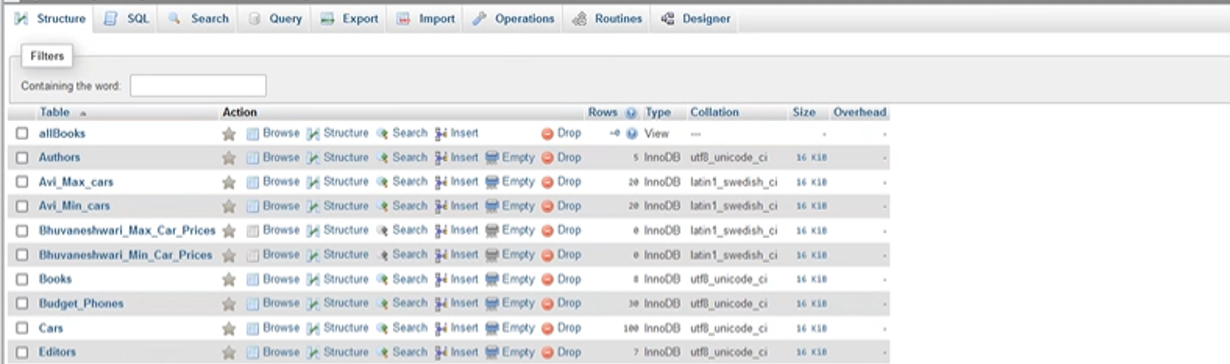 Structure SQL Search Query Export Import Operations Routines Designer
Filters
Containing the word:
Table Action Rows Type Collation Size Overhead
allBooks Browse Structure Search Insert Drop ~0 View --- - -
Authors Browse Structure Search Insert Empty Drop 5 InnoDB utf8_unicode_ci 16 KiB -
Avi_Max_cars Browse Structure Search Insert Empty Drop 20 InnoDB latin1_swedish_ci 16 KiB -
Avi_Min_cars Browse Structure Search Insert Empty Drop 20 InnoDB latin1_swedish_ci 16 KiB -
Bhuvaneshwari_Max_Car_Prices Browse Structure Search Insert Empty Drop 0 InnoDB latin1_swedish_ci 16 KiB -
Bhuvaneshwari_Min_Car_Prices Browse Structure Search Insert Empty Drop 0 InnoDB latin1_swedish_ci 16 KiB -
Books Browse Structure Search Insert Empty Drop 8 InnoDB utf8_unicode_ci 16 KiB -
Budget_Phones Browse Structure Search Insert Empty Drop 30 InnoDB utf8_unicode_ci 16 KiB -
Cars Browse Structure Search Insert Empty Drop 100 InnoDB utf8_unicode_ci 16 KiB -
Editors Browse Structure Search Insert Empty Drop 7 InnoDB utf8_unicode_ci 16 KiB -